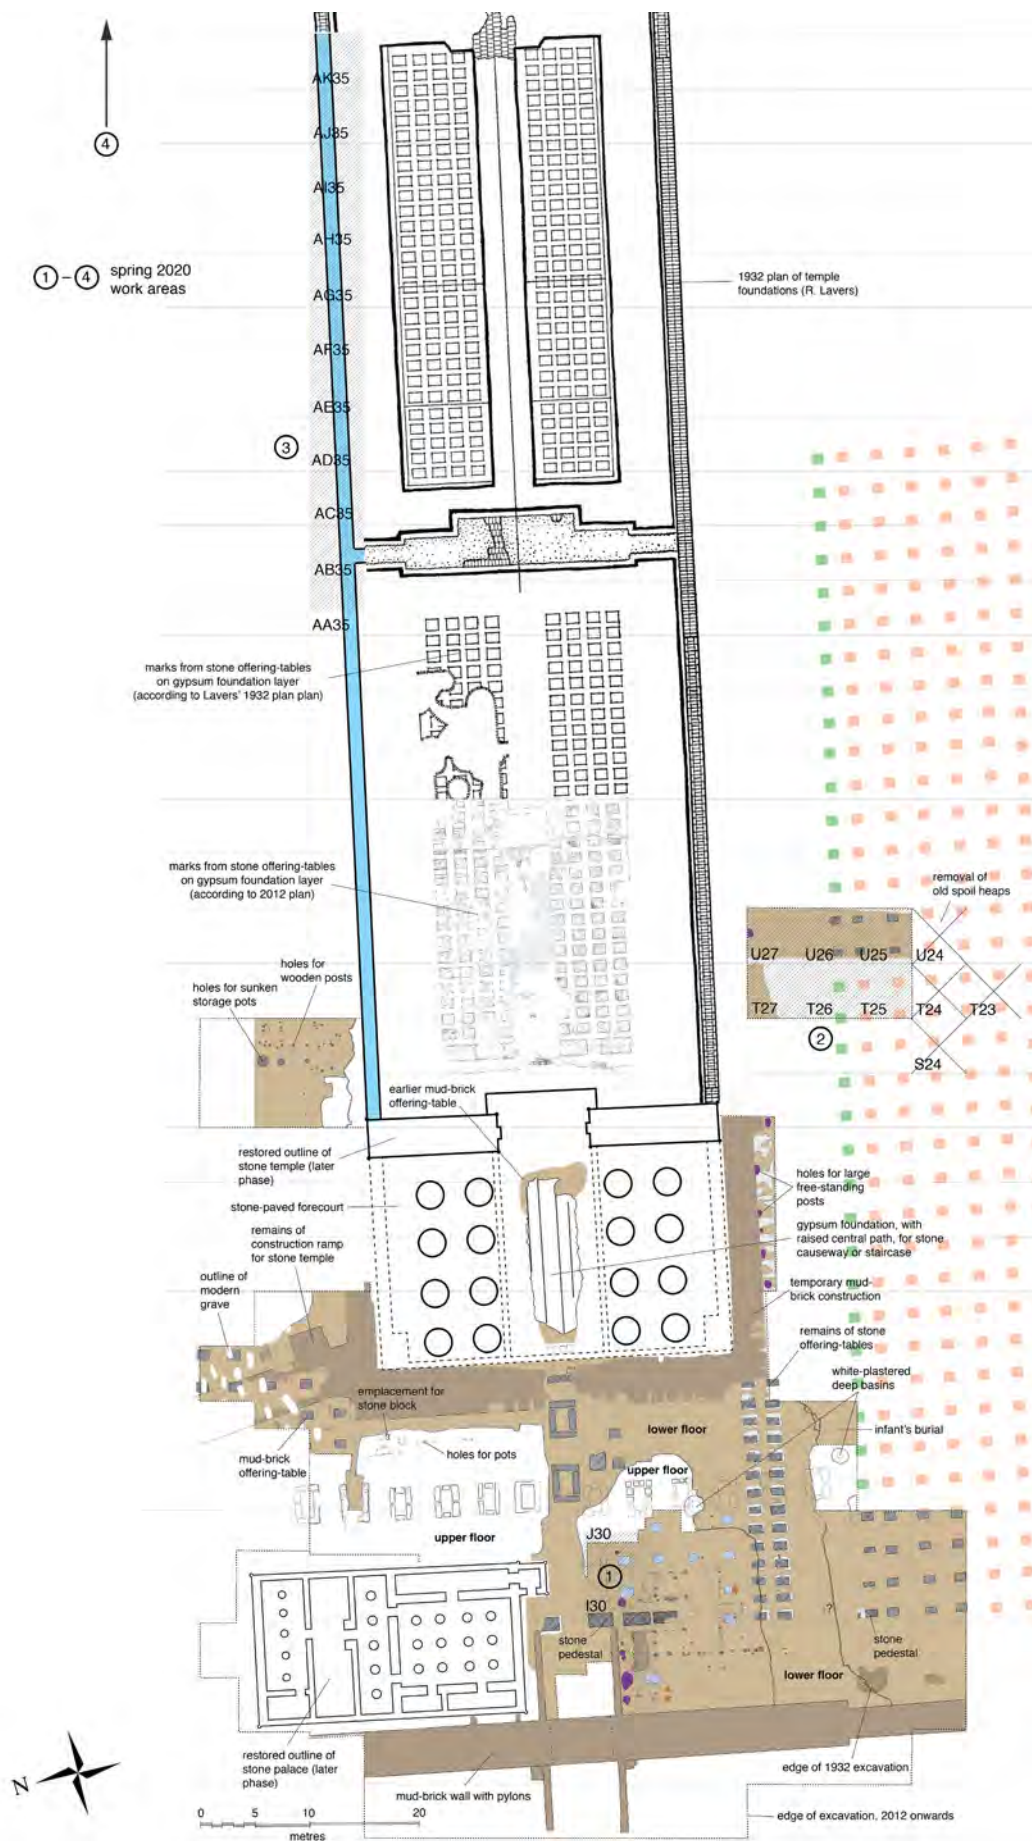 AK35
AJ35
4
AI35
AH35
1 – 4 spring 2020
work areas
1932 plan of temple
foundations (R. Lavers)
AG35
AF35
AE35
3
AD35
AC35
AB35
AA35
marks from stone offering-tables
on gypsum foundation layer
(according to Lavers' 1932 plan plan)
marks from stone offering-tables
on gypsum foundation layer
(according to 2012 plan)
removal of
old spoil heaps
U27 U26 U25 U24
T27 T26 T25 T24 T23
2
S24
holes for
wooden posts
holes for sunken
storage pots
earlier mud-brick
offering-table
restored outline of
stone temple (later
phase)
holes for large
free-standing
posts
stone-paved forecourt
gypsum foundation, with
raised central path, for stone
causeway or staircase
remains of
construction ramp
for stone temple
outline of
modern
grave
temporary mud-
brick construction
remains of stone
offering-tables
white-plastered
deep basins
emplacement for
stone block
lower floor
infant's burial
mud-brick
offering-table
holes for pots
upper floor
upper floor
J30
1
I30
stone
pedestal
?
stone
pedestal
lower floor
N
restored outline of
stone palace (later
phase)
mud-brick wall with pylons
edge of 1932 excavation
edge of excavation, 2012 onwards
0 5 10 20
metres